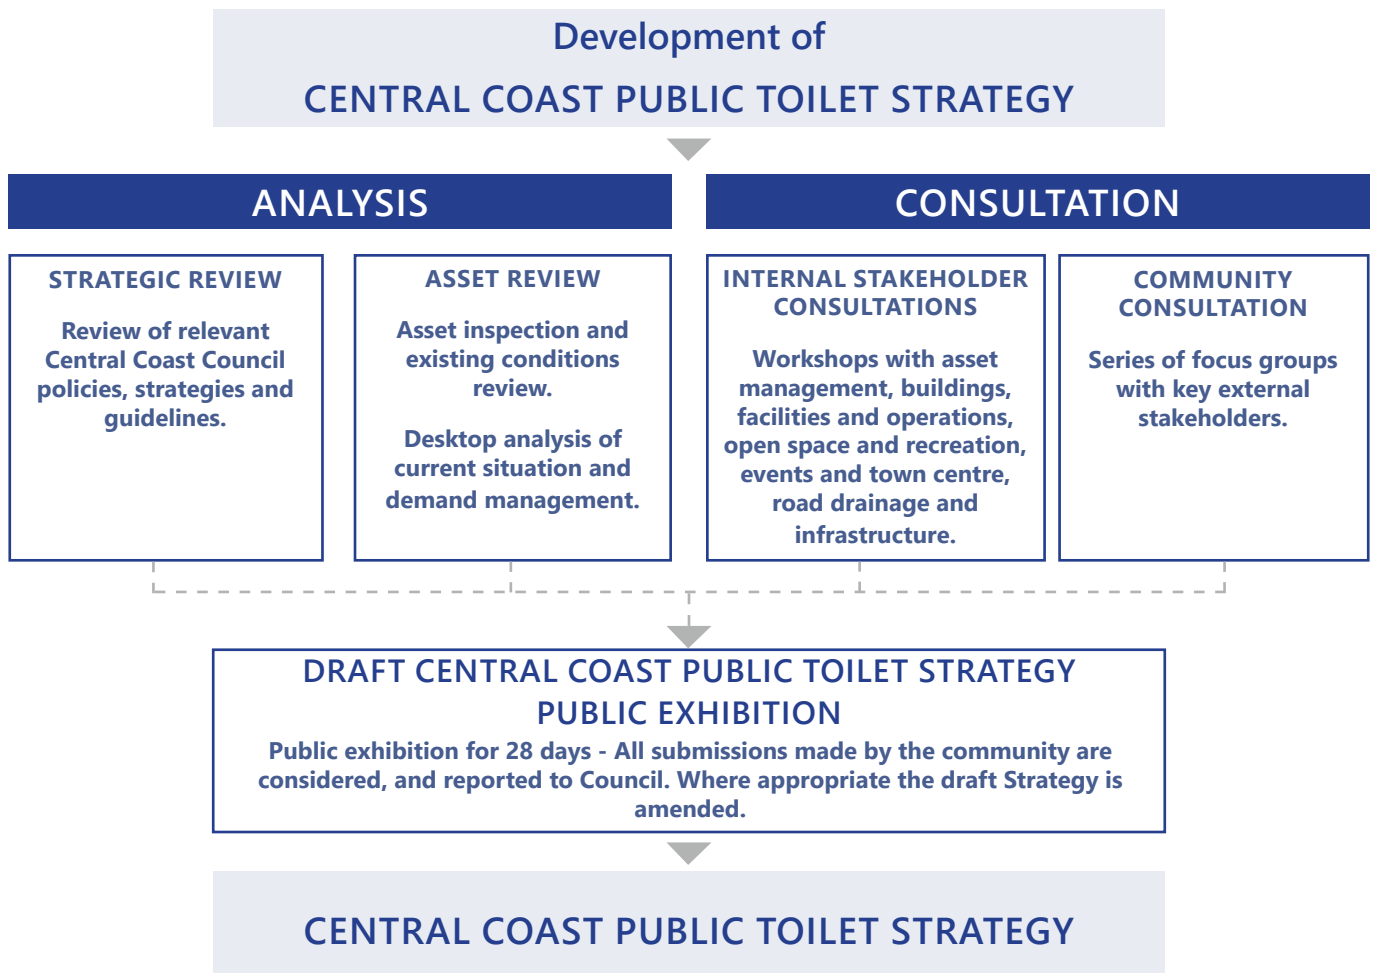 Development of
CENTRAL COAST PUBLIC TOILET STRATEGY
ANALYSIS
CONSULTATION
STRATEGIC REVIEW
Review of relevant
Central Coast Council
policies, strategies and
guidelines.
ASSET REVIEW
Asset inspection and
existing conditions
review.
Desktop analysis of
current situation and
demand management.
INTERNAL STAKEHOLDER
CONSULTATIONS
Workshops with asset
management, buildings,
facilities and operations,
open space and recreation,
events and town centre,
road drainage and
infrastructure.
COMMUNITY
CONSULTATION
Series of focus groups
with key external
stakeholders.
DRAFT CENTRAL COAST PUBLIC TOILET STRATEGY
PUBLIC EXHIBITION
Public exhibition for 28 days - All submissions made by the community are
considered, and reported to Council. Where appropriate the draft Strategy is
amended.
CENTRAL COAST PUBLIC TOILET STRATEGY